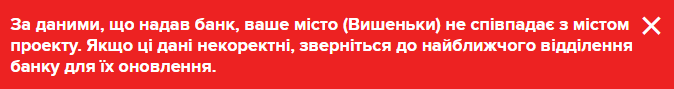 За даними, що надав банк, ваше місто (Вишеньки) не співпадає з містом
проекту. Якщо ці дані некоректні, зверніться до найближчого відділення
банку для їх оновлення.